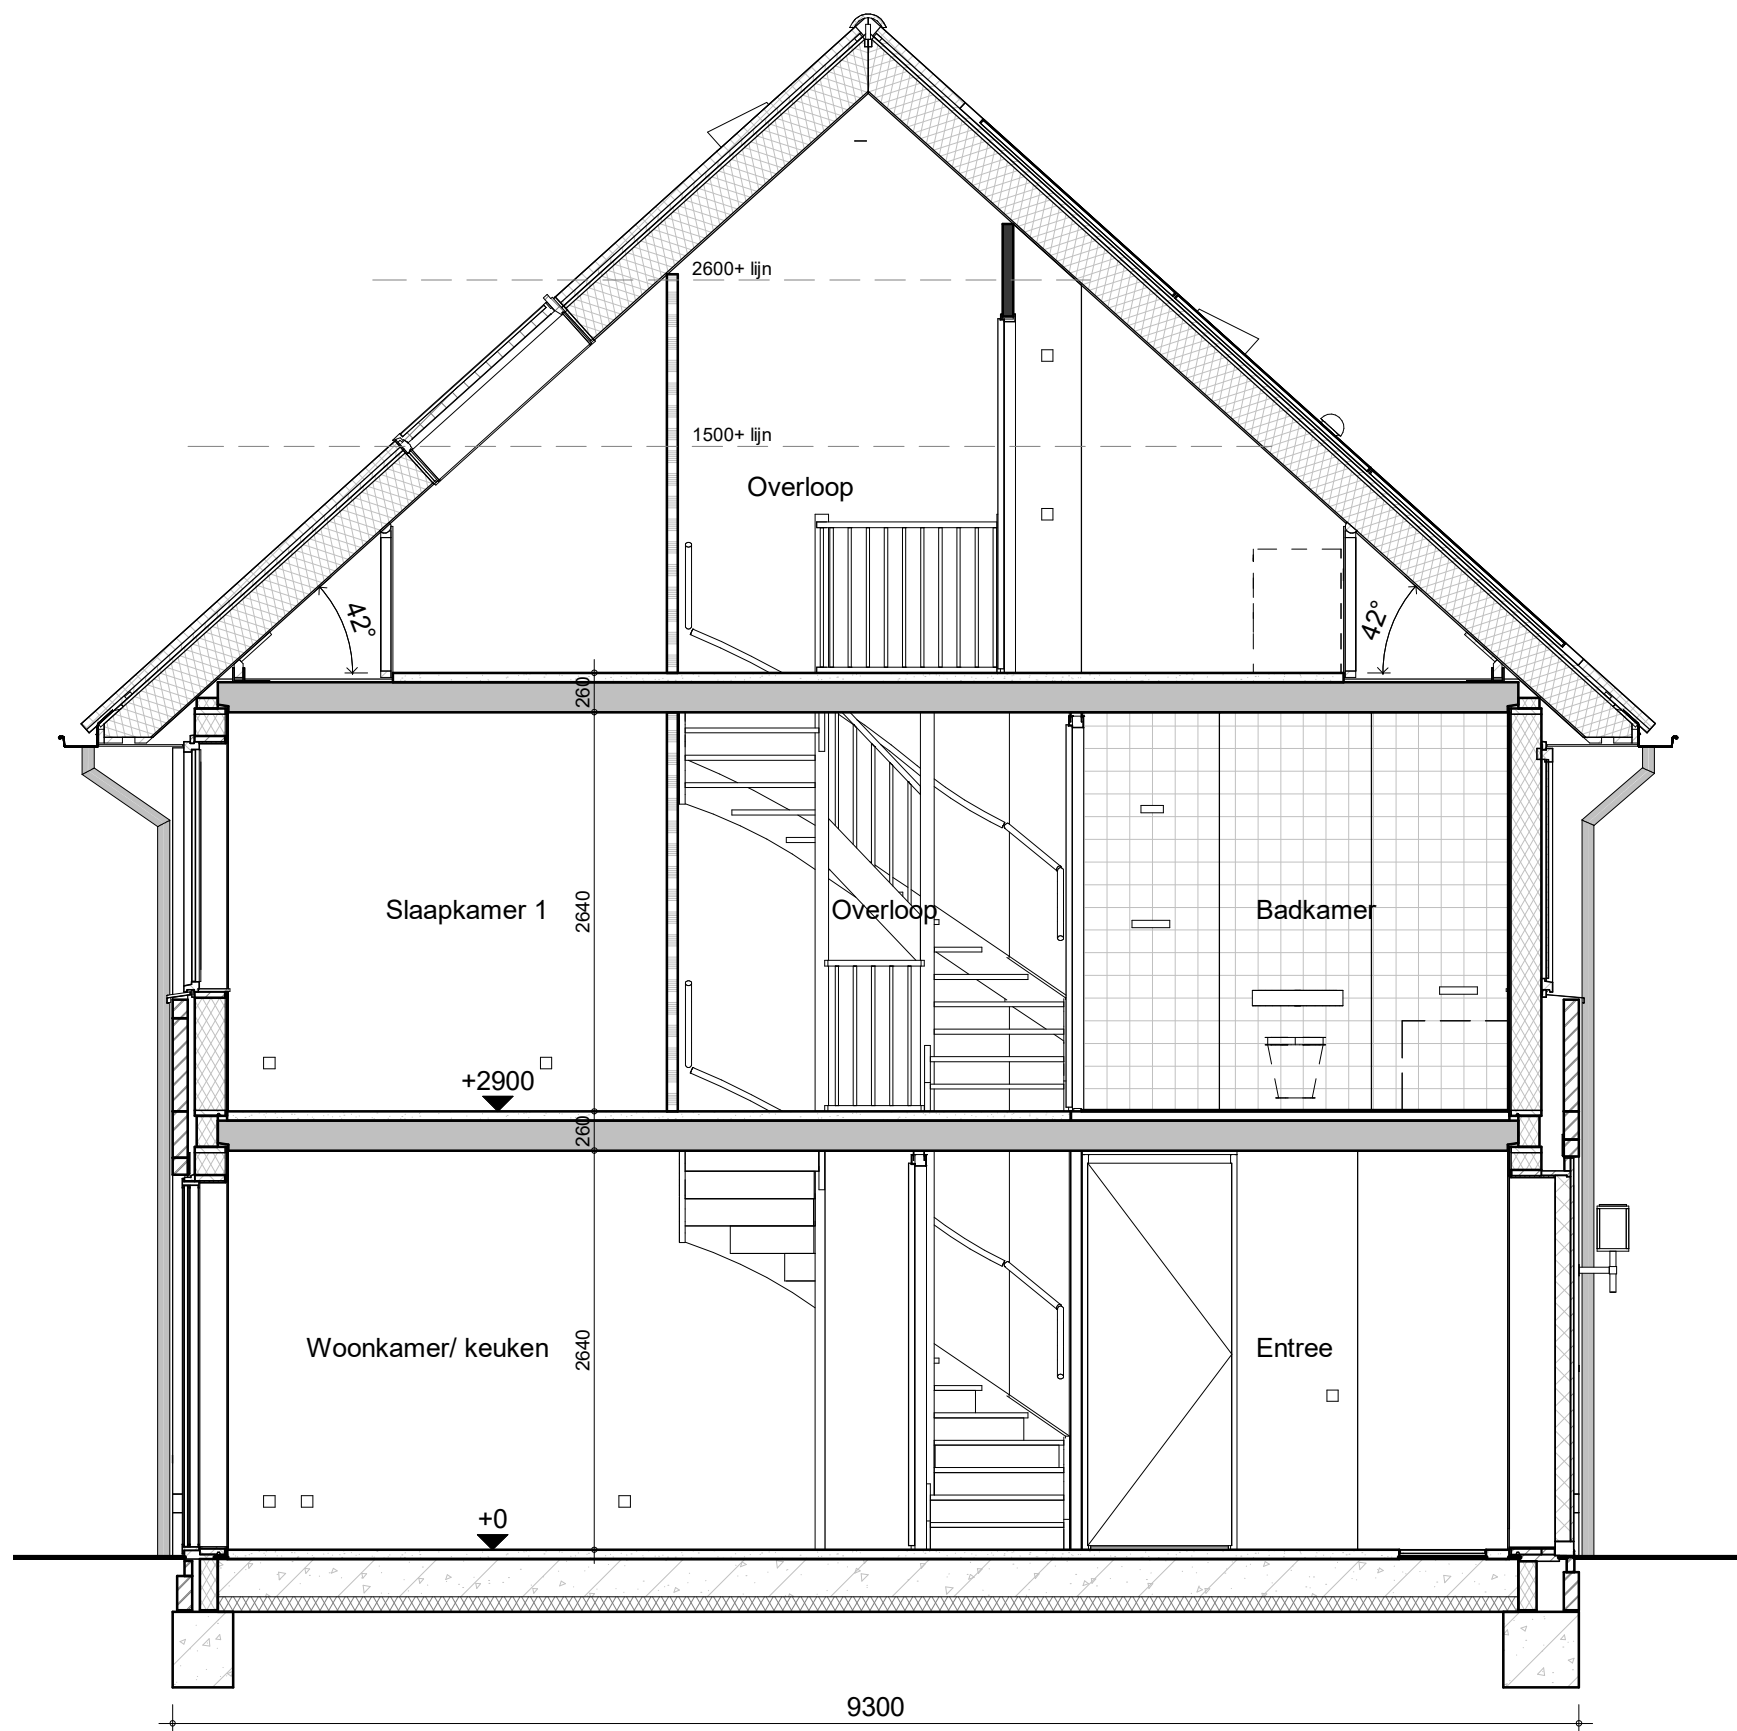 2600+ lijn
1500+ lijn
Overloop
42°
42°
260
Slaapkamer 1
2640
Overloop
Badkamer
+2900
260
Woonkamer/ keuken
2640
Entree
+0
9300